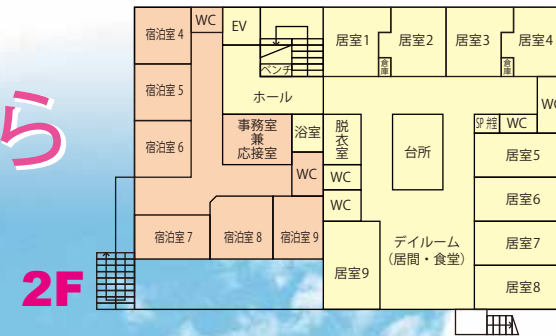 宿泊室 4
WC
EV
居室1
居室2
居室3
居室4
倉庫
倉庫
ベンチ
宿泊室 5
ホール
WC
ら
事務室
兼
応接室
浴室
脱衣室
台所
SP
WC
宿泊室 6
居室5
WC
WC
居室6
WC
宿泊室 7
宿泊室 8
宿泊室 9
居室9
デイルーム
(居間・食堂)
居室7
居室8
2F